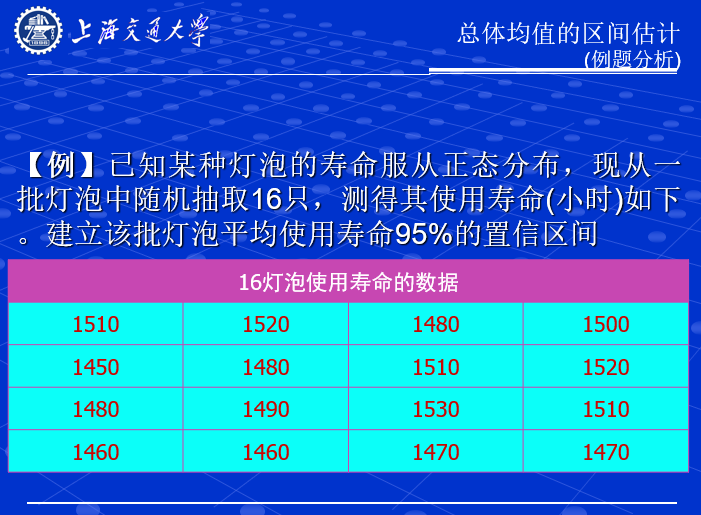 上海交通大学
总体均值的区间估计
(例题分析)
【例】已知某种灯泡的寿命服从正态分布，现从一
批灯泡中随机抽取16只，测得其使用寿命(小时)如下
。建立该批灯泡平均使用寿命95%的置信区间
16灯泡使用寿命的数据
1510 1520 1480 1500
1450 1480 1510 1520
1480 1490 1530 1510
1460 1460 1470 1470